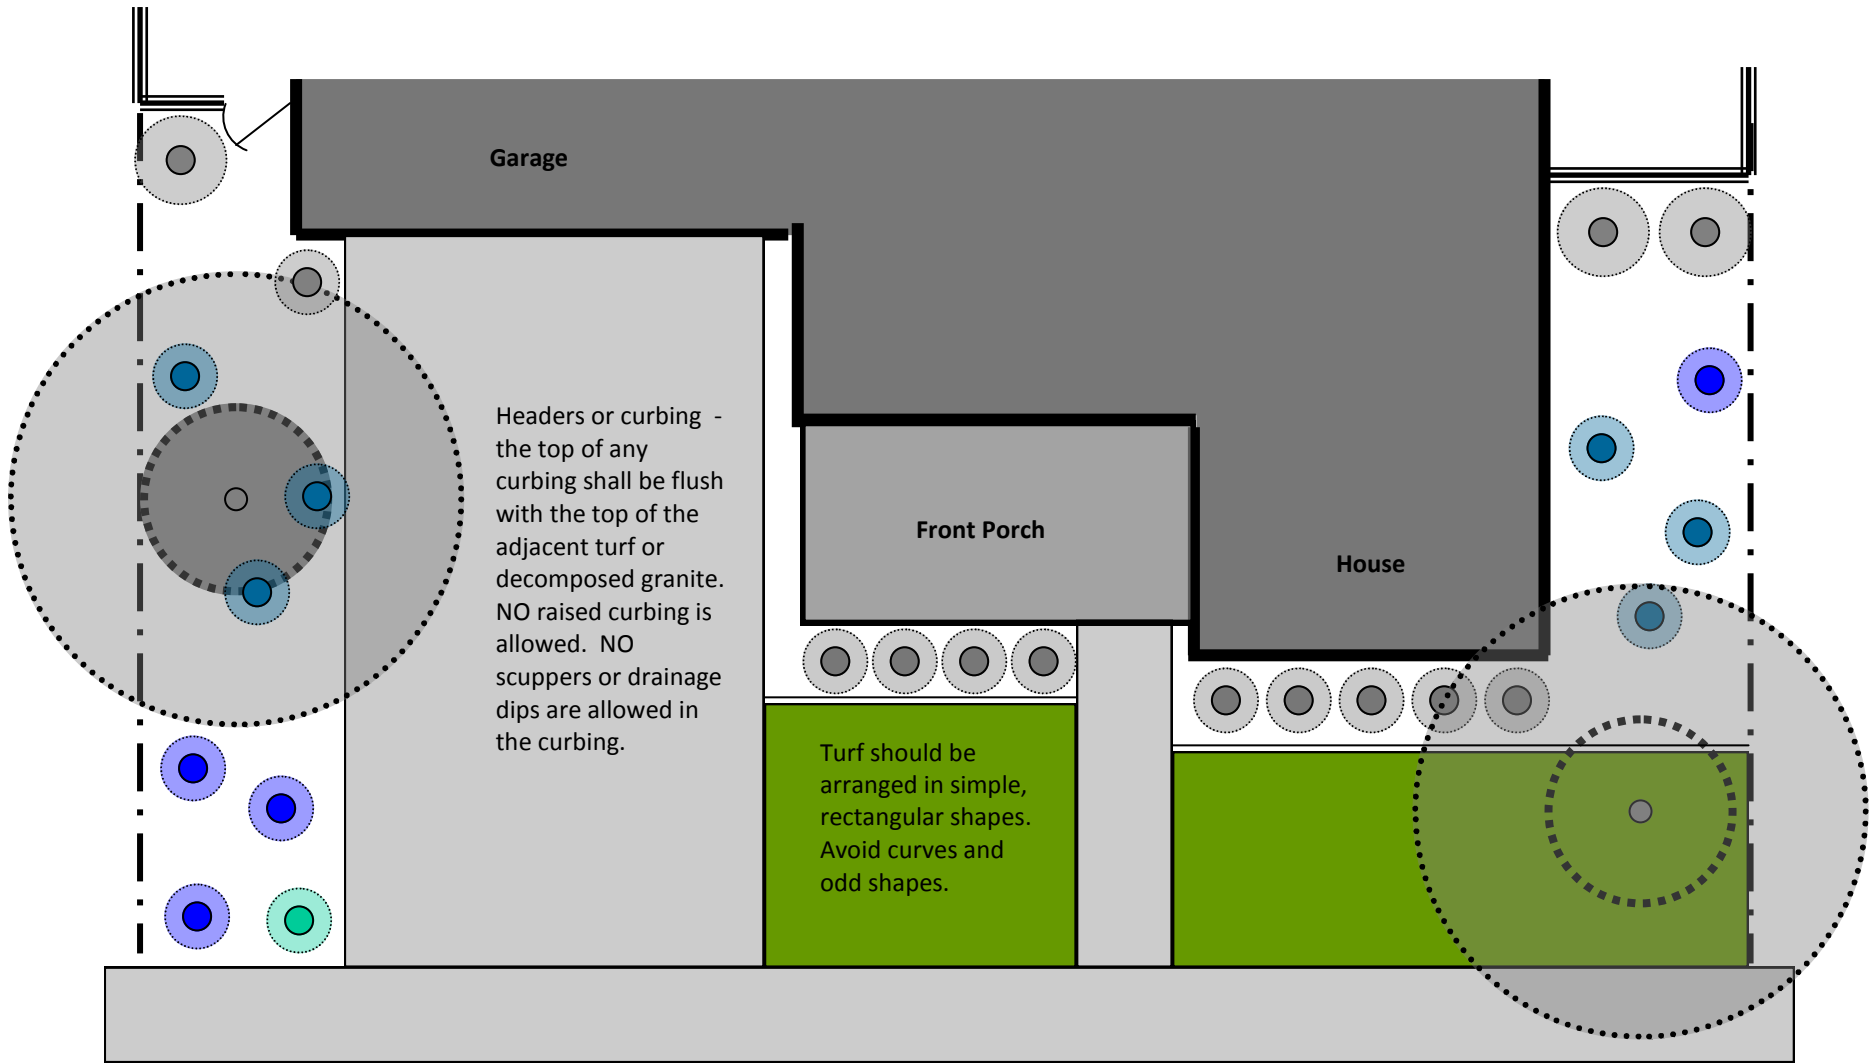 Garage
Headers or curbing -
the top of any
curbing shall be flush
with the top of the
adjacent turf or
decomposed granite.
NO raised curbing is
allowed. NO
scuppers or drainage
dips are allowed in
the curbing.
Front Porch
House
Turf should be
arranged in simple,
rectangular shapes.
Avoid curves and
odd shapes.